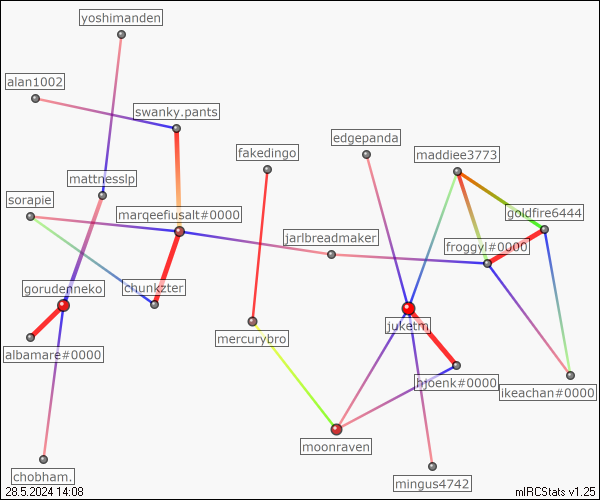 yoshimanden
alan1002
swanky.pants
edgepanda
fakedingo
maddiee3773
mattnesslp
sorapie
marqeefiusalt#0000
goldfire6444
jarlbreadmaker
froggyl#0000
gorudenneko
chunkzter
juketm
mercurybro
albamare#0000
hjoenk#0000
ikeachan#0000
moonraven
chobham.
mingus4742
28.5.2024 14:08
mIRCStats v1.25